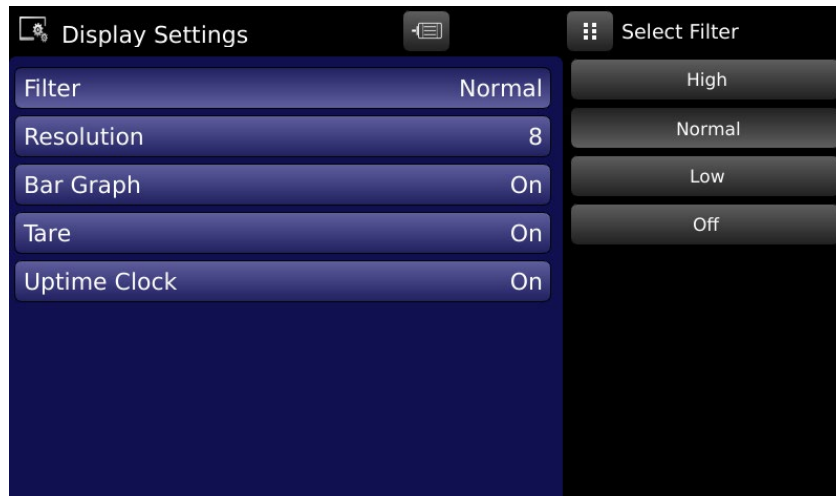 Display Settings
Filter Normal
Resolution 8
Bar Graph On
Tare On
Uptime Clock On
Select Filter
High
Normal
Low
Off